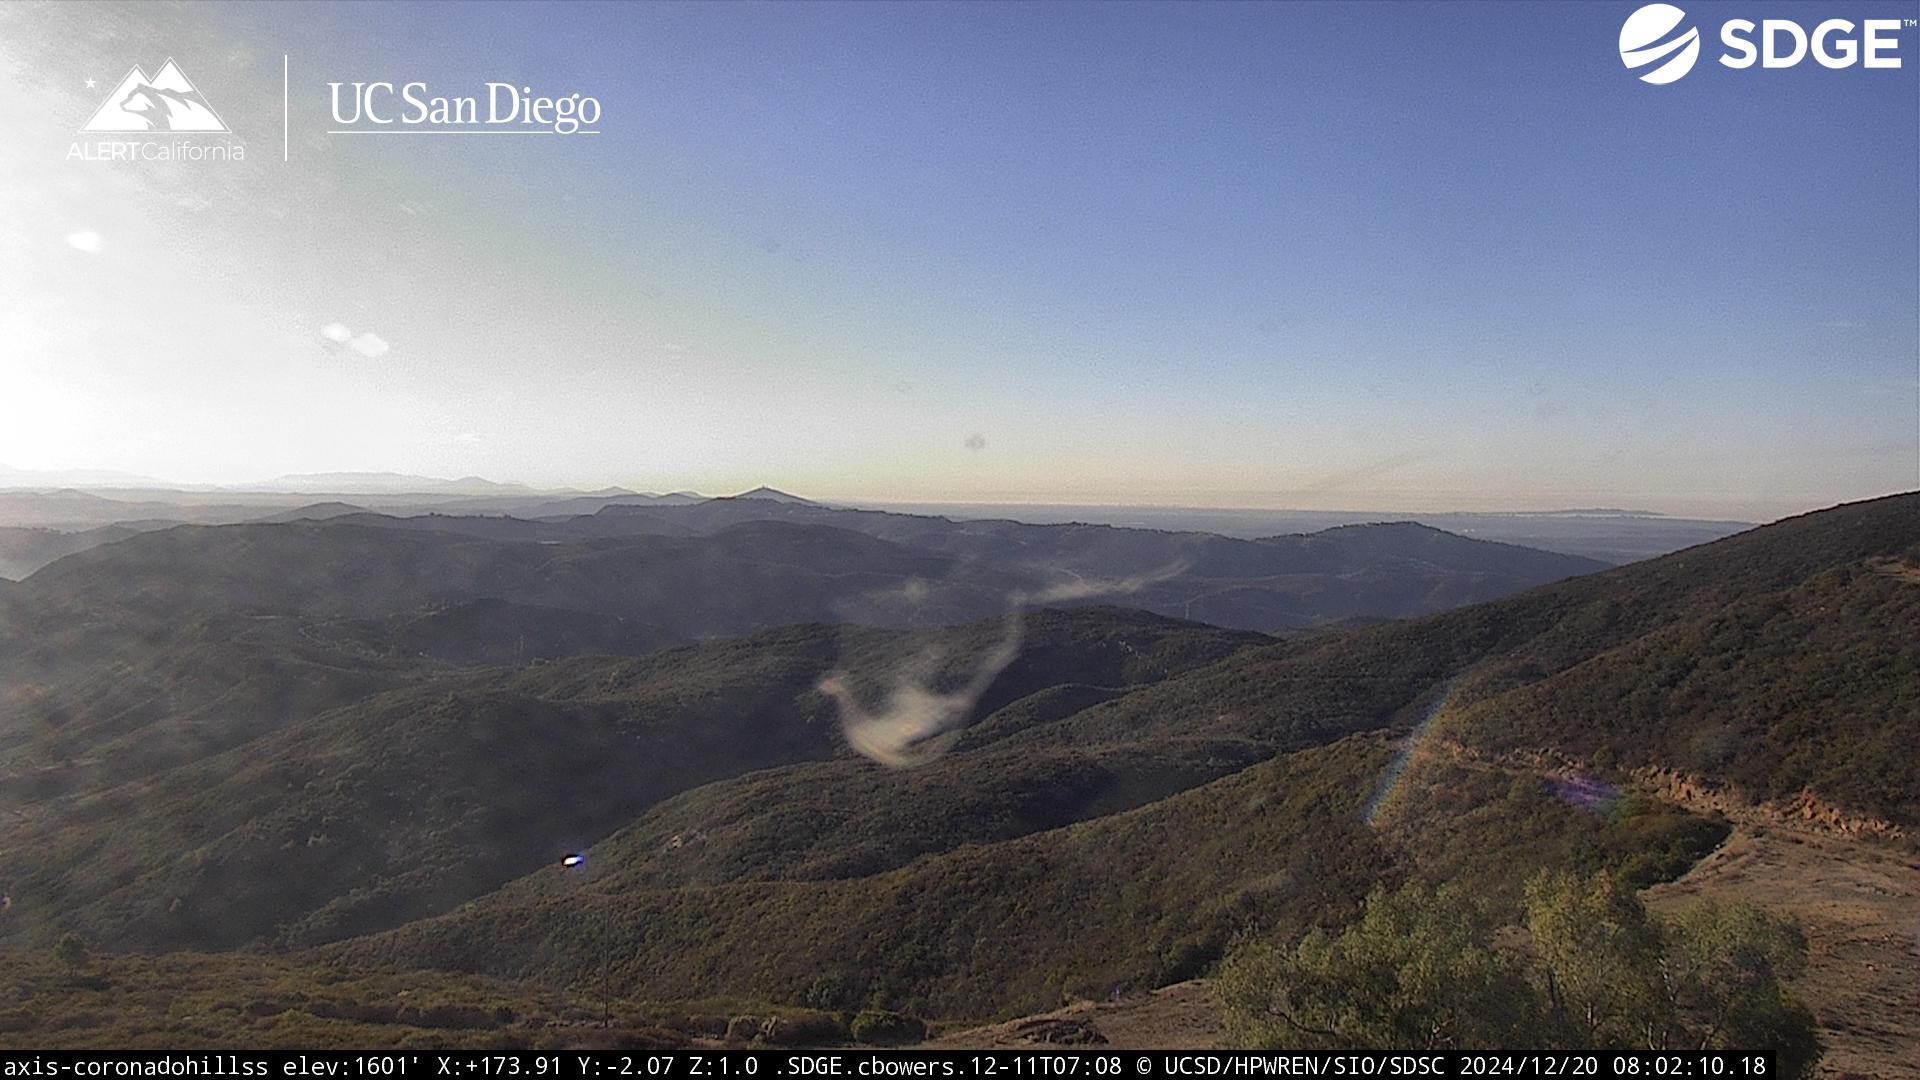 SDGE™
UC San Diego
ALERTCalifornia
axis-coronadohillss elev:1601' X:+173.91 Y:-2.07 Z:1.0 .SDGE.cbowers.12-11T07:08 © UCSD/HPWREN/SIO/SDSC 2024/12/20 08:02:10.18